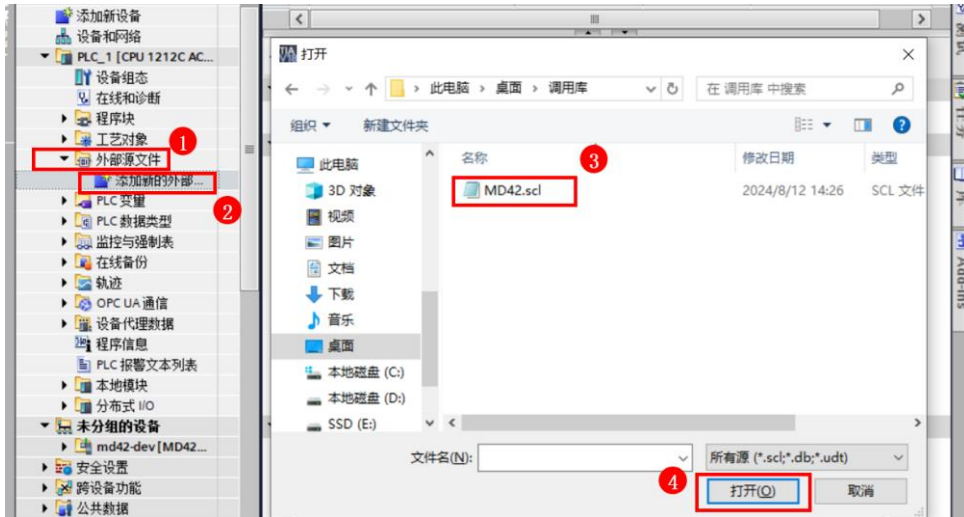 添加新设备
设备和网络
PLC_1 [CPU 1212C AC...
设备组态
在线和诊断
程序块
工艺对象
1
外部源文件
添加新的外部...
2
PLC 变量
PLC 数据类型
监控与强制表
在线备份
轨迹
OPC UA 通信
设备代理数据
程序信息
PLC 报警文本列表
本地模块
分布式 I/O
未分组的设备
md42-dev [MD42...
安全设置
跨设备功能
公共数据
打开
此电脑 › 桌面 › 调用库
在 调用库 中搜索
组织
新建文件夹
此电脑
3D 对象
视频
图片
文档
下载
音乐
桌面
本地磁盘 (C:)
本地磁盘 (D:)
SSD (E:)
名称
3
修改日期
类型
MD42.scl
2024/8/12 14:26
SCL 文件
文件名(N):
所有源 (*.scl;*.db;*.udt)
4
打开(O)
取消
任务
库
Add-Ins